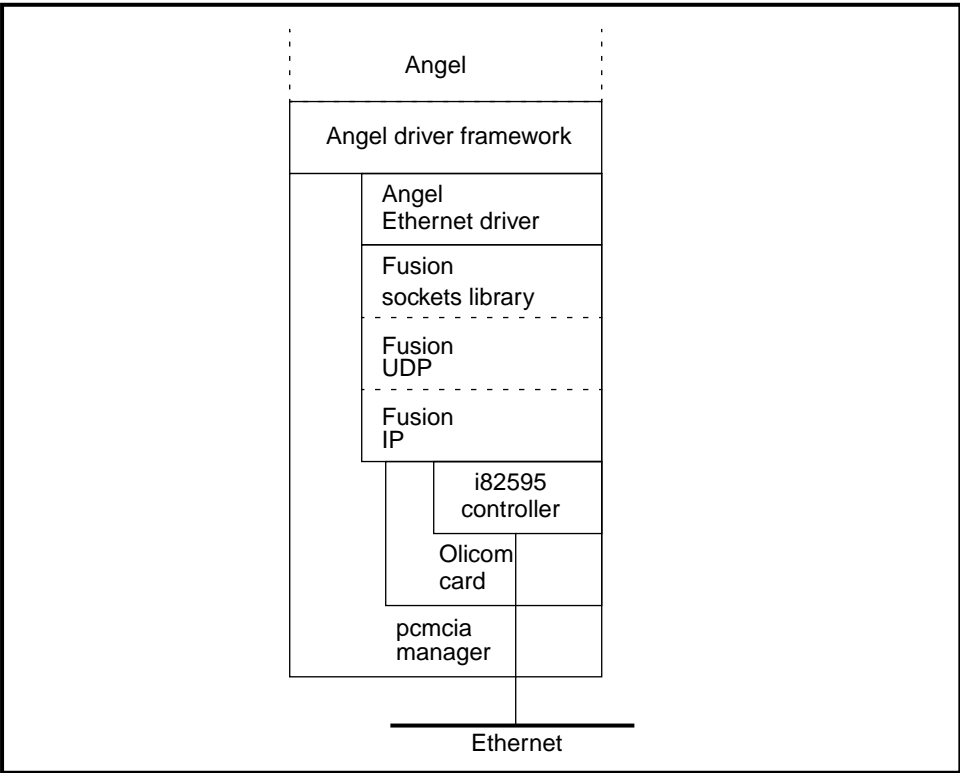 Angel
Angel driver framework
Angel
Ethernet driver
Fusion
sockets library
Fusion
UDP
Fusion
IP
i82595
controller
Olicom
card
pcmcia
manager
Ethernet